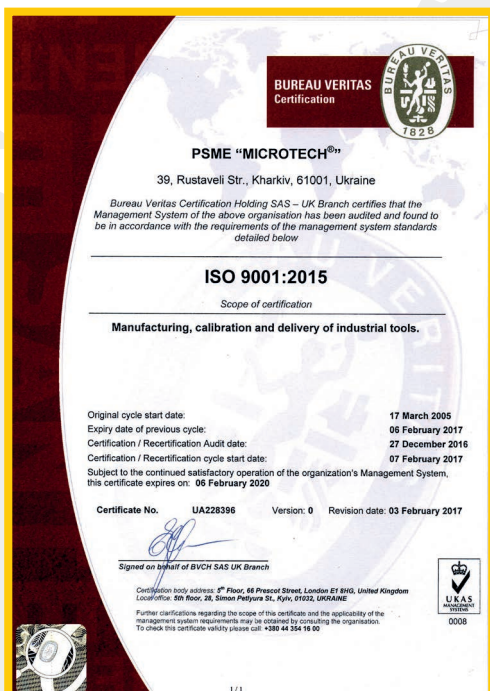 BUREAU VERITAS
Certification
BUREAU VERITAS
1828
PSME “MICROTECH®”
39, Rustaveli Str., Kharkiv, 61001, Ukraine
Bureau Veritas Certification Holding SAS – UK Branch certifies that the
Management System of the above organisation has been audited and found to
be in accordance with the requirements of the management system standards
detailed below
ISO 9001:2015
Scope of certification
Manufacturing, calibration and delivery of industrial tools.
Original cycle start date: 17 March 2005
Expiry date of previous cycle: 06 February 2017
Certification / Recertification Audit date: 27 December 2016
Certification / Recertification cycle start date: 07 February 2017
Subject to the continued satisfactory operation of the organization's Management System,
this certificate expires on: 06 February 2020
Certificate No. UA228396 Version: 0 Revision date: 03 February 2017
Signed on behalf of BVCH SAS UK Branch
Certification body address: 5th Floor, 66 Prescot Street, London E1 8HG, United Kingdom
Local office: 5th floor, 28, Simon Petlyura St., Kyiv, 01032, UKRAINE
Further clarifications regarding the scope of this certificate and the applicability of the
management system requirements may be obtained by consulting the organisation.
To check this certificate validity please call: +380 44 354 16 00
UKAS
MANAGEMENT
SYSTEMS
0008
1/1